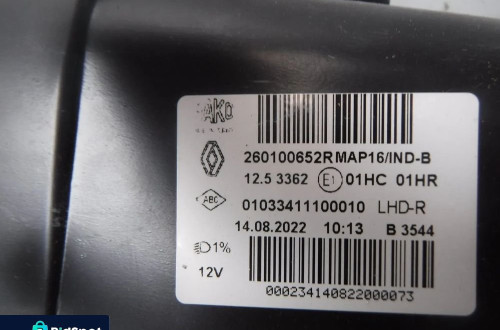 260100652R MAP16/IND-B
12.5 3362 E1 01HC 01HR
ABC 01033411100010 LHD-R
14.08.2022 10:13 B 3544
1%
12V
000234140822000073